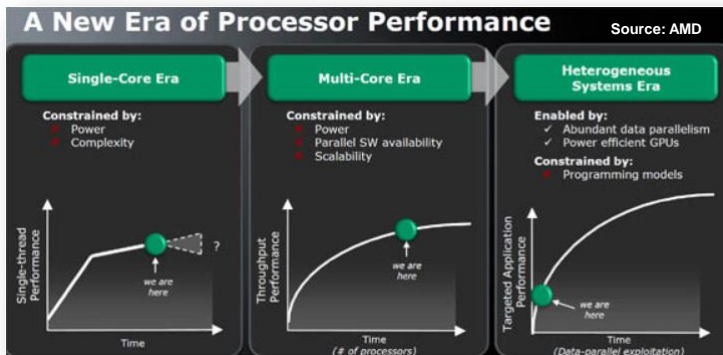 A New Era of Processor Performance
Source: AMD
Single-Core Era
Constrained by:
Power
Complexity
Single-thread
Performance
?
we are
here
Time
Multi-Core Era
Constrained by:
Power
Parallel SW availability
Scalability
Throughput
Performance
we are
here
Time
(# of processors)
Heterogeneous
Systems Era
Enabled by:
✓ Abundant data parallelism
✓ Power efficient GPUs
Constrained by:
Programming models
Targeted Application
Performance
we are
here
Time
(Data-parallel exploitation)